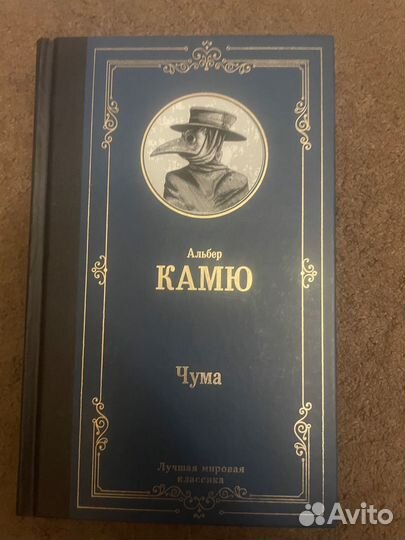 Альбер
КАМЮ
Чума
Лучшая мировая
классика
Avito